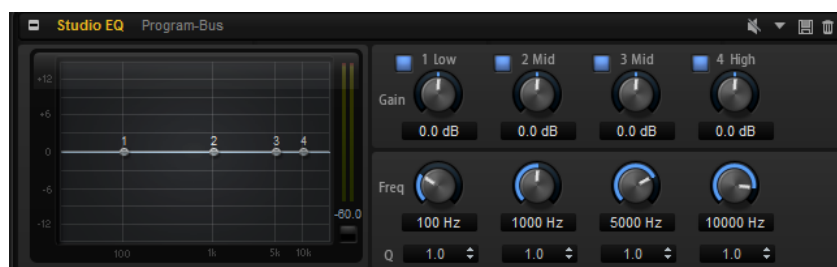 Studio EQ Program-Bus
1 Low 2 Mid 3 Mid 4 High
+12
+6
0
-6
-12
1 2 3 4
100 1k 5k 10k
-60.0
Gain
0.0 dB 0.0 dB 0.0 dB 0.0 dB
Freq
100 Hz 1000 Hz 5000 Hz 10000 Hz
Q 1.0 1.0 1.0 1.0